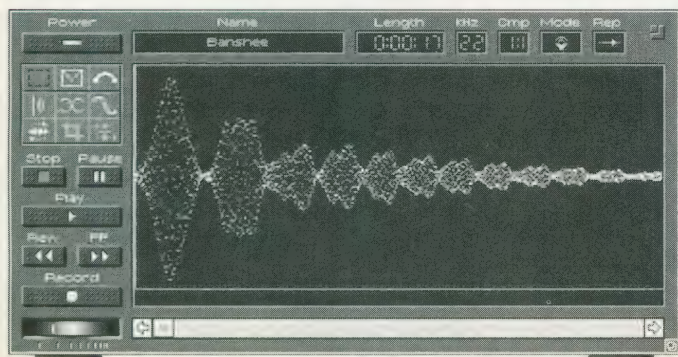 Power Name Length KHz Cmp Mode Rep
Banshee 0:00:17 22 1:1
Stop Pause
Play
Rew FF
Record